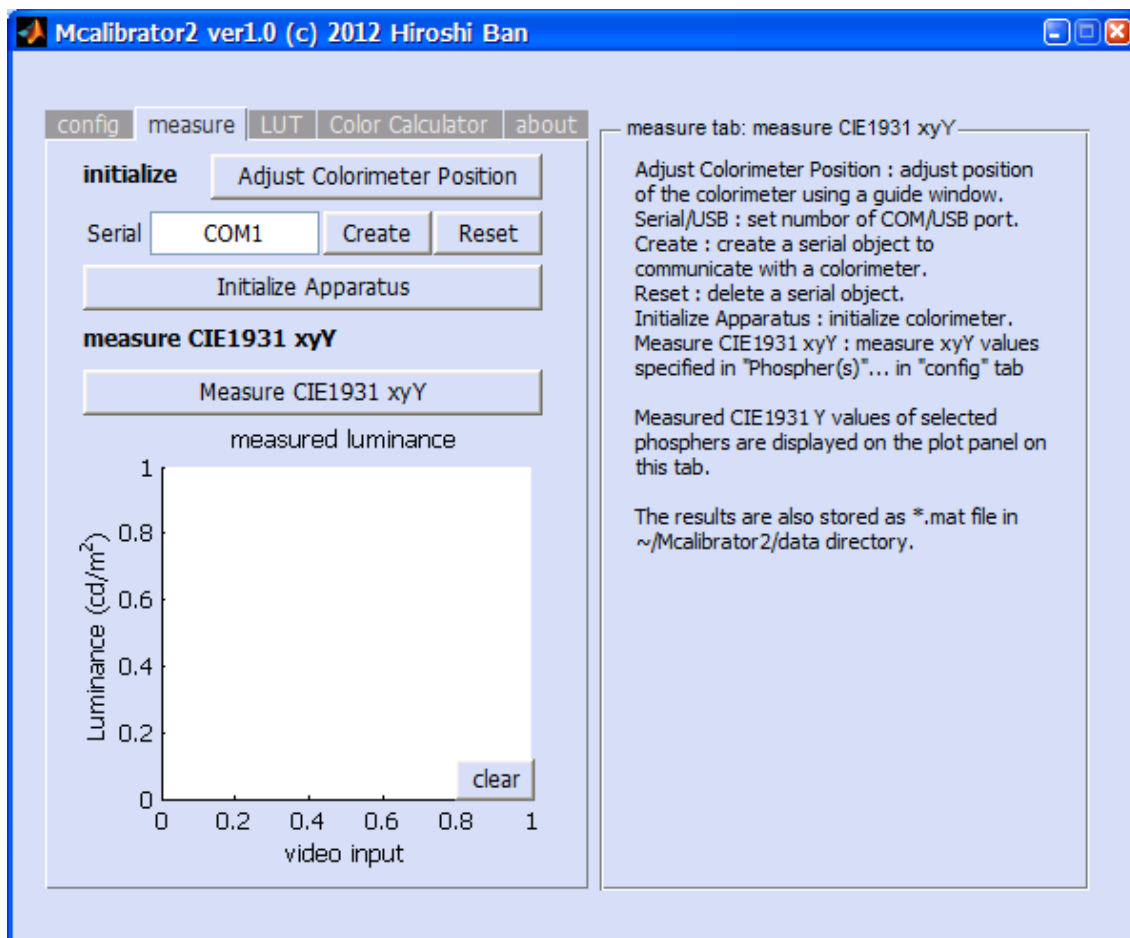 Mcalibrator2 ver1.0 (c) 2012 Hiroshi Ban
config measure LUT Color Calculator about
initialize Adjust Colorimeter Position
Serial COM1 Create Reset
Initialize Apparatus
measure CIE1931 xyY
Measure CIE1931 xyY
measured luminance
1
0.8
0.6
0.4
0.2
0
Luminance (cd/m²)
clear
0 0.2 0.4 0.6 0.8 1
video input
measure tab: measure CIE1931 xyY
Adjust Colorimeter Position : adjust position
of the colorimeter using a guide window.
Serial/USB : set numbor of COM/USB port.
Create : create a serial object to
communicate with a colorimeter.
Reset : delete a serial object.
Initialize Apparatus : initialize colorimeter.
Measure CIE1931 xyY : measure xyY values
specified in "Phospher(s)"... in "config" tab
Measured CIE1931 Y values of selected
phosphers are displayed on the plot panel on
this tab.
The results are also stored as *.mat file in
~/Mcalibrator2/data directory.